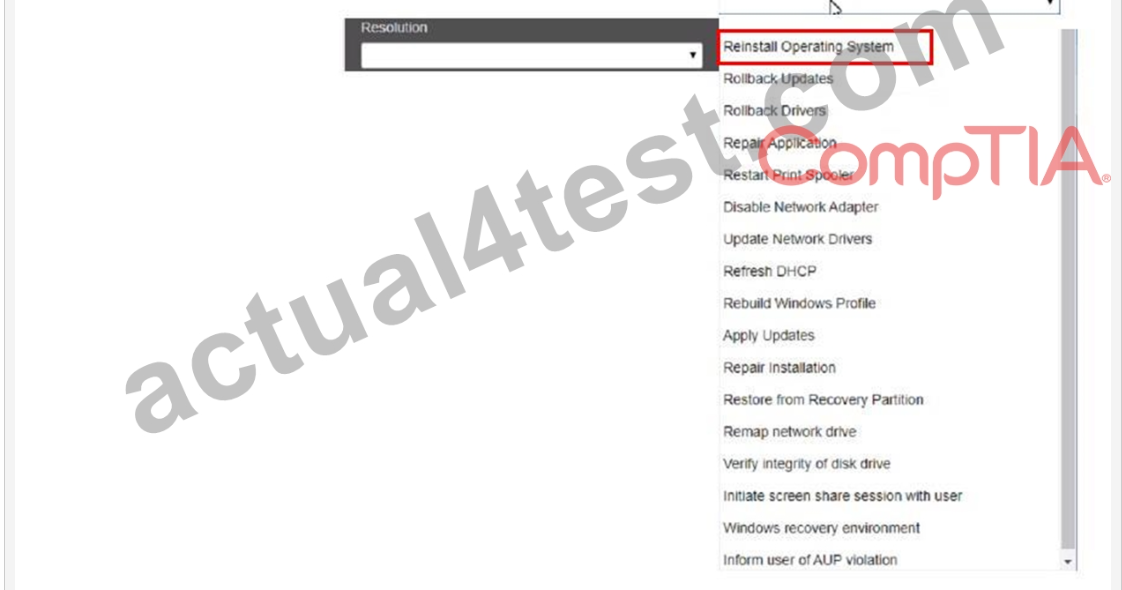 Resolution
Reinstall Operating System
Rollback Updates
Rollback Drivers
Repair Application
Restart Print Spooler
Disable Network Adapter
Update Network Drivers
Refresh DHCP
Rebuild Windows Profile
Apply Updates
Repair Installation
Restore from Recovery Partition
Remap network drive
Verify integrity of disk drive
Initiate screen share session with user
Windows recovery environment
Inform user of AUP violation
actual4test.com
CompTIA®